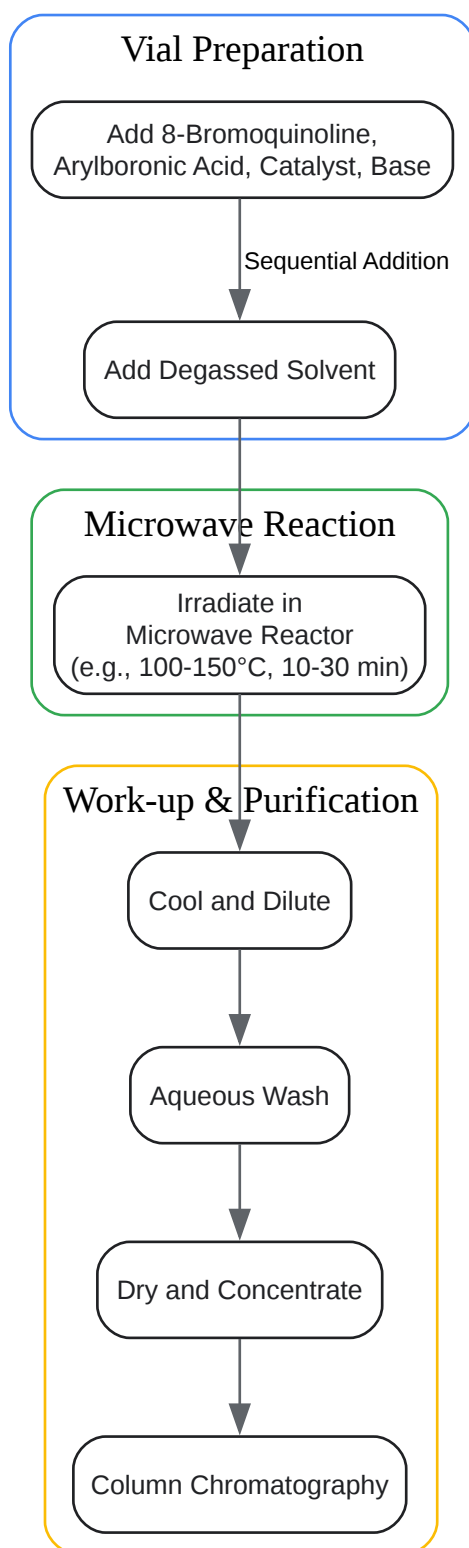 Vial Preparation
Add 8-Bromoquinoline,
Arylboronic Acid, Catalyst, Base
Sequential Addition
Add Degassed Solvent
Microwave Reaction
Irradiate in
Microwave Reactor
(e.g., 100-150°C, 10-30 min)
Work-up & Purification
Cool and Dilute
Aqueous Wash
Dry and Concentrate
Column Chromatography